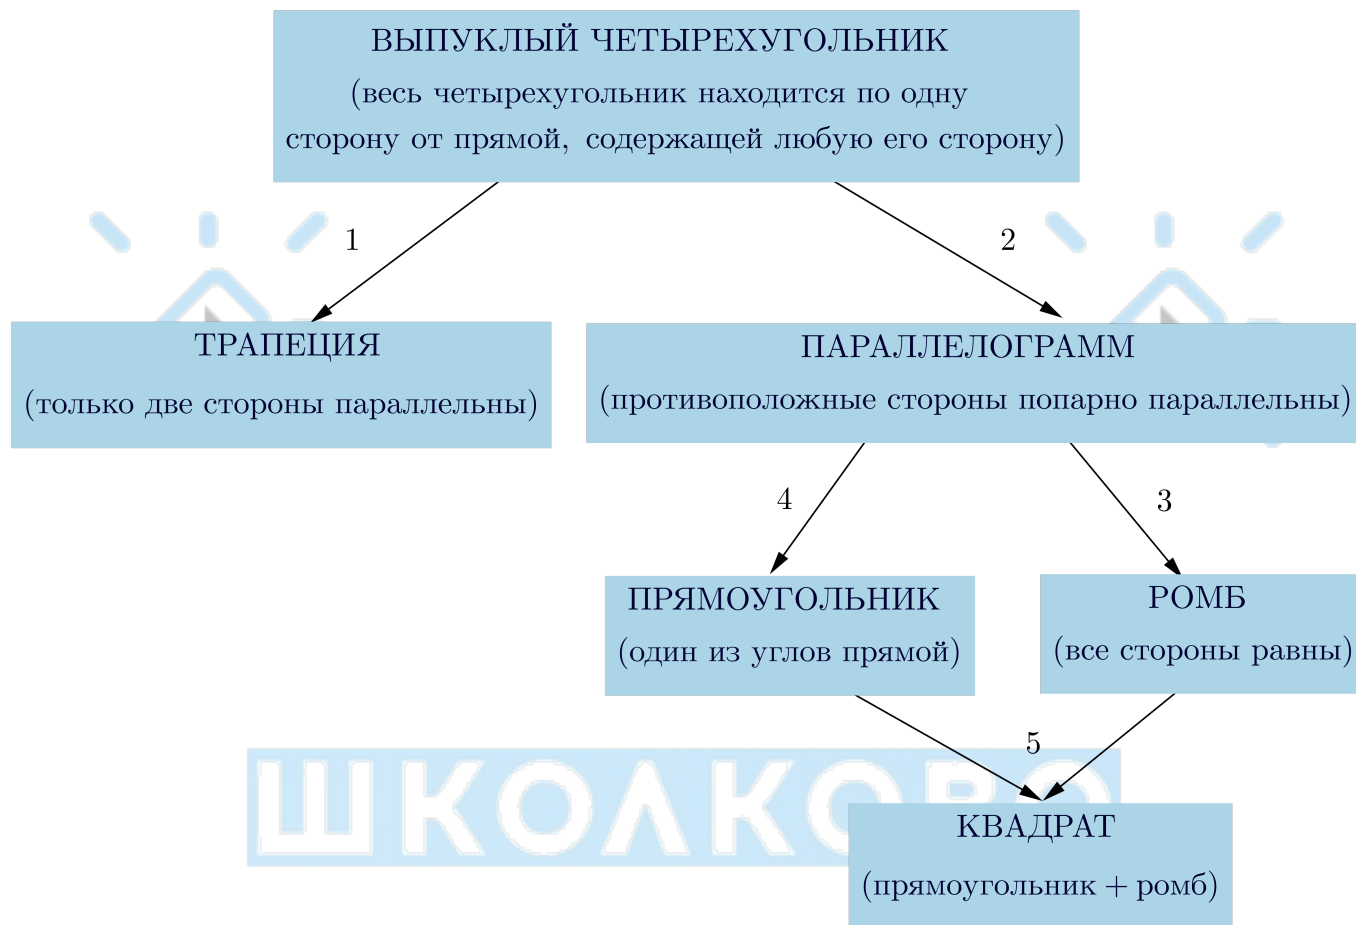 ВЫПУКЛЫЙ ЧЕТЫРЕХУГОЛЬНИК
(весь четырехугольник находится по одну
сторону от прямой, содержащей любую его сторону)
1
2
ТРАПЕЦИЯ
(только две стороны параллельны)
ПАРАЛЛЕЛОГРАММ
(противоположные стороны попарно параллельны)
4
3
ПРЯМОУГОЛЬНИК
(один из углов прямой)
РОМБ
(все стороны равны)
5
ШКОЛКОВО
КВАДРАТ
(прямоугольник + ромб)